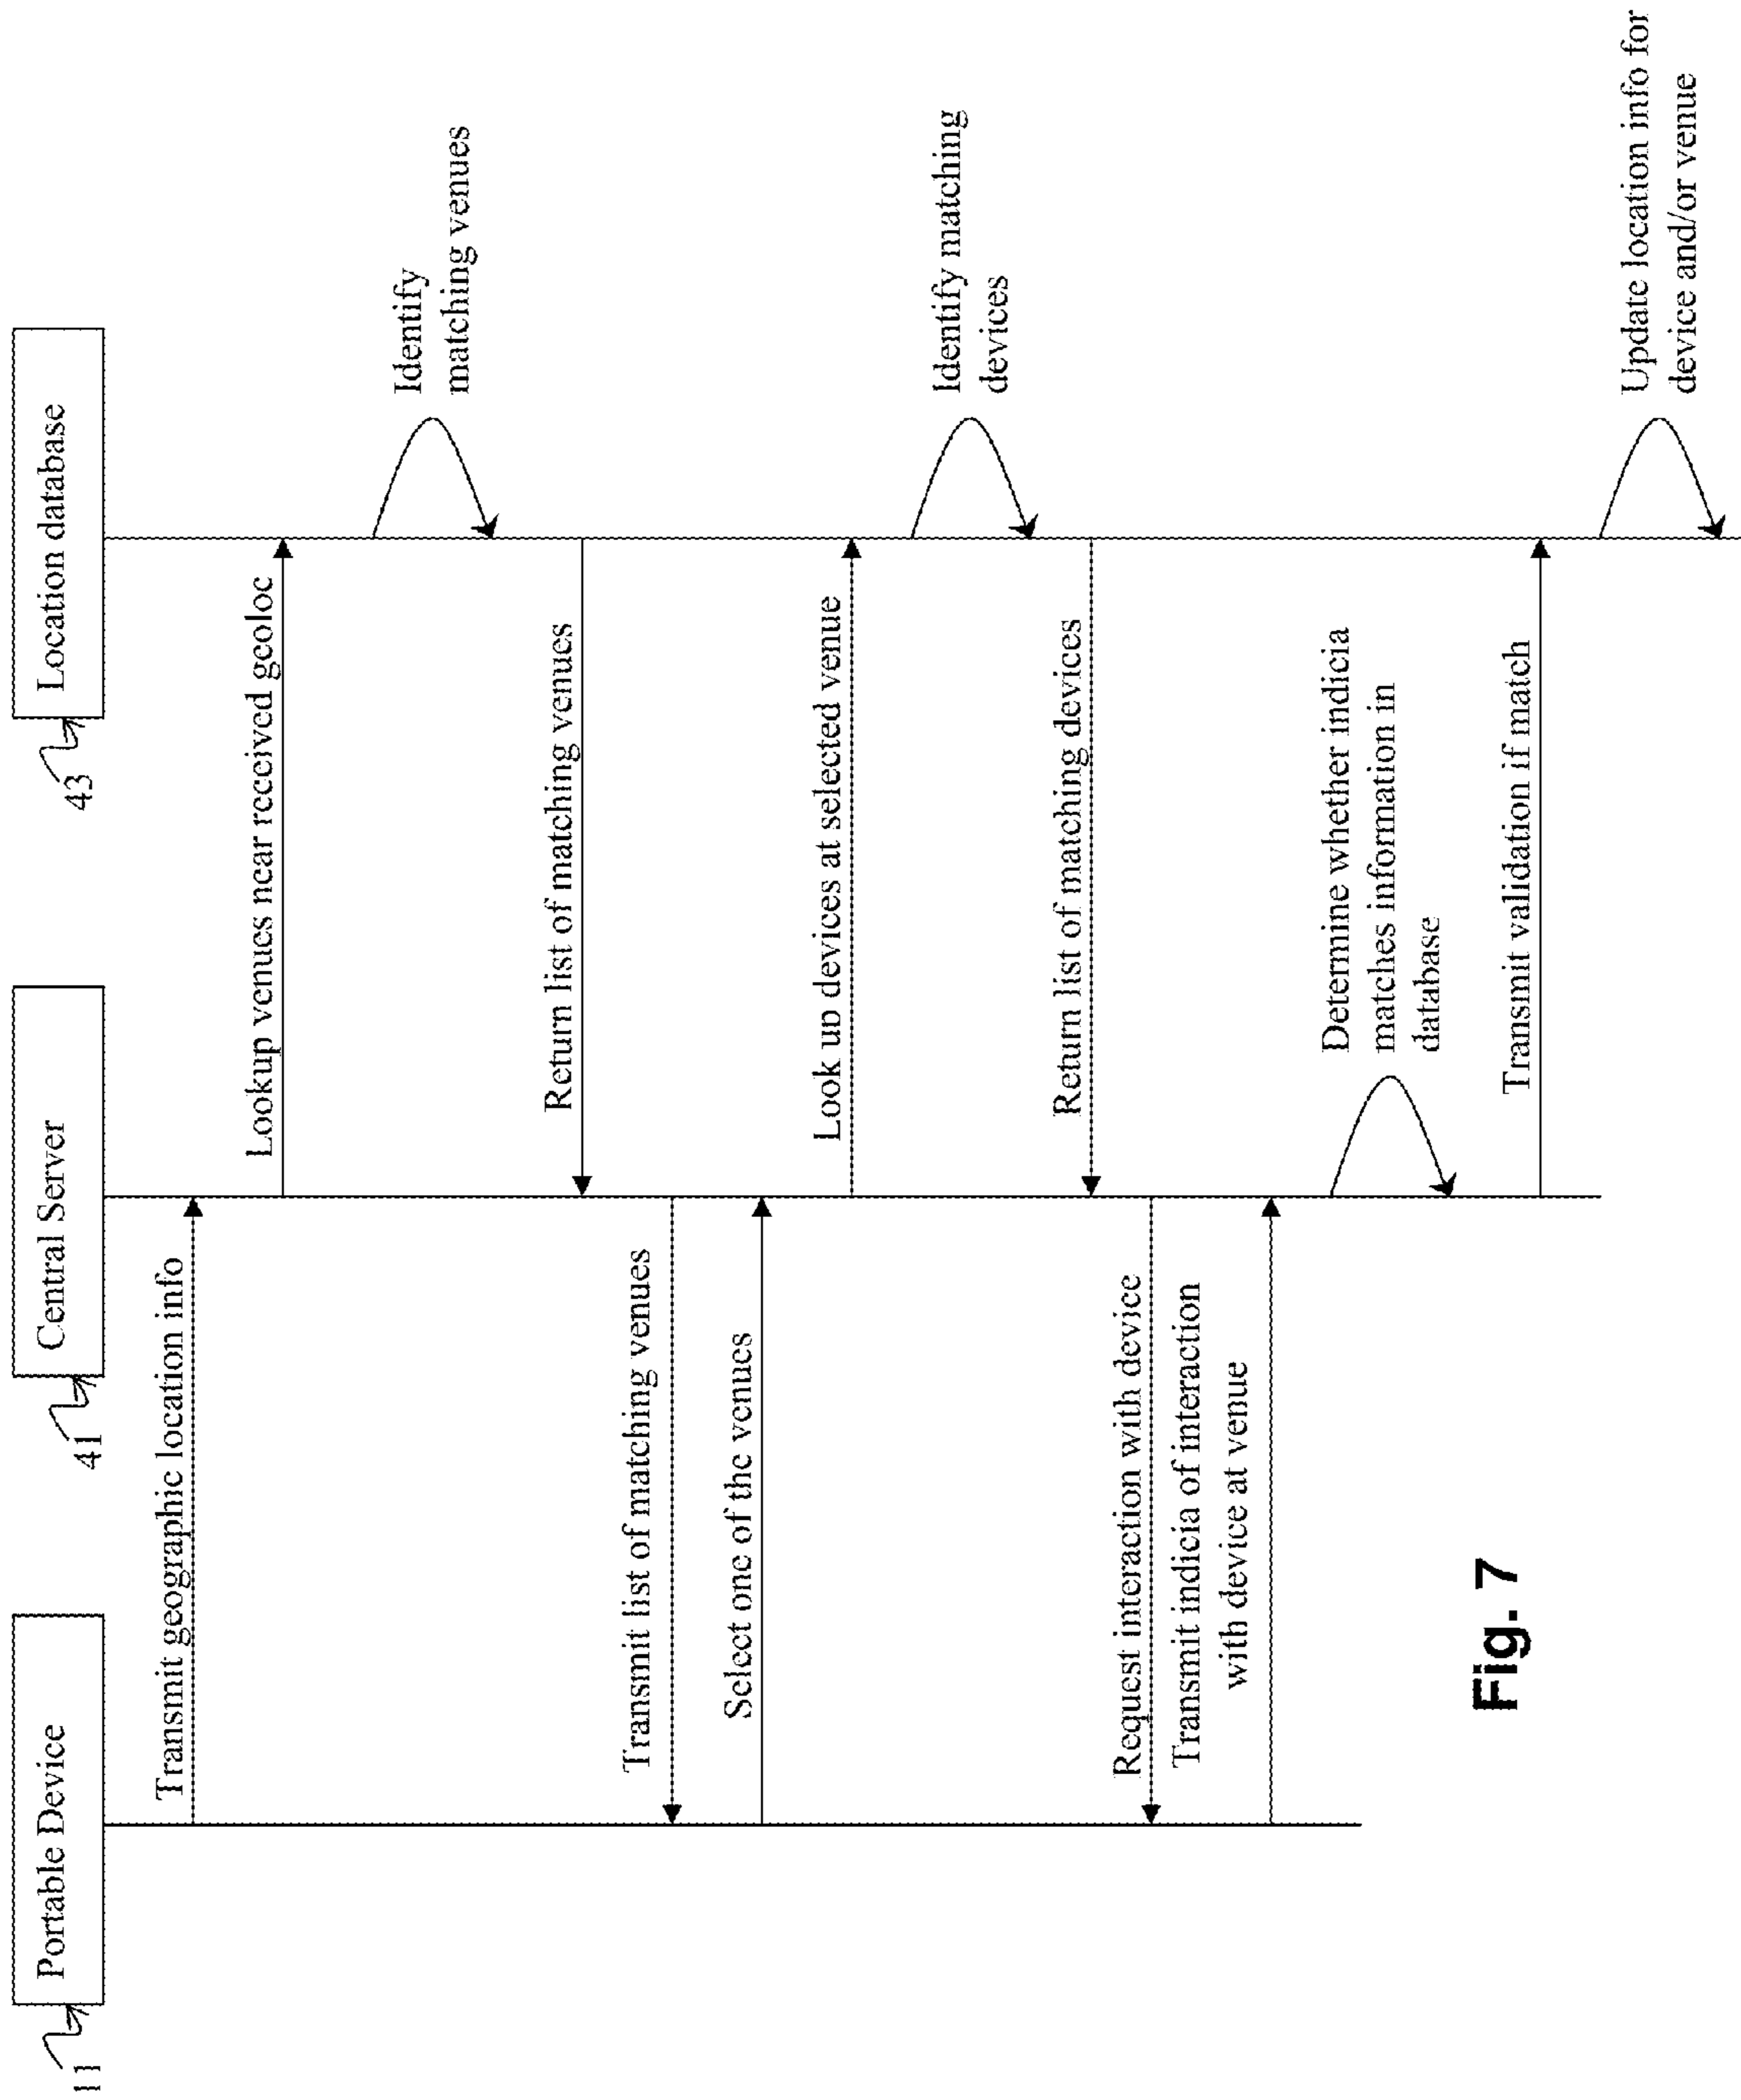 Portable Device
11
Central Server
41
Location database
43
Transmit geographic location info
Lookup venues near received geoloc
Identify
matching venues
Return list of matching venues
Transmit list of matching venues
Select one of the venues
Look up devices at selected venue
Identify matching
devices
Return list of matching devices
Request interaction with device
Transmit indicia of interaction
with device at venue
Determine whether indicia
matches information in
database
Transmit validation if match
Update location info for
device and/or venue
Fig. 7